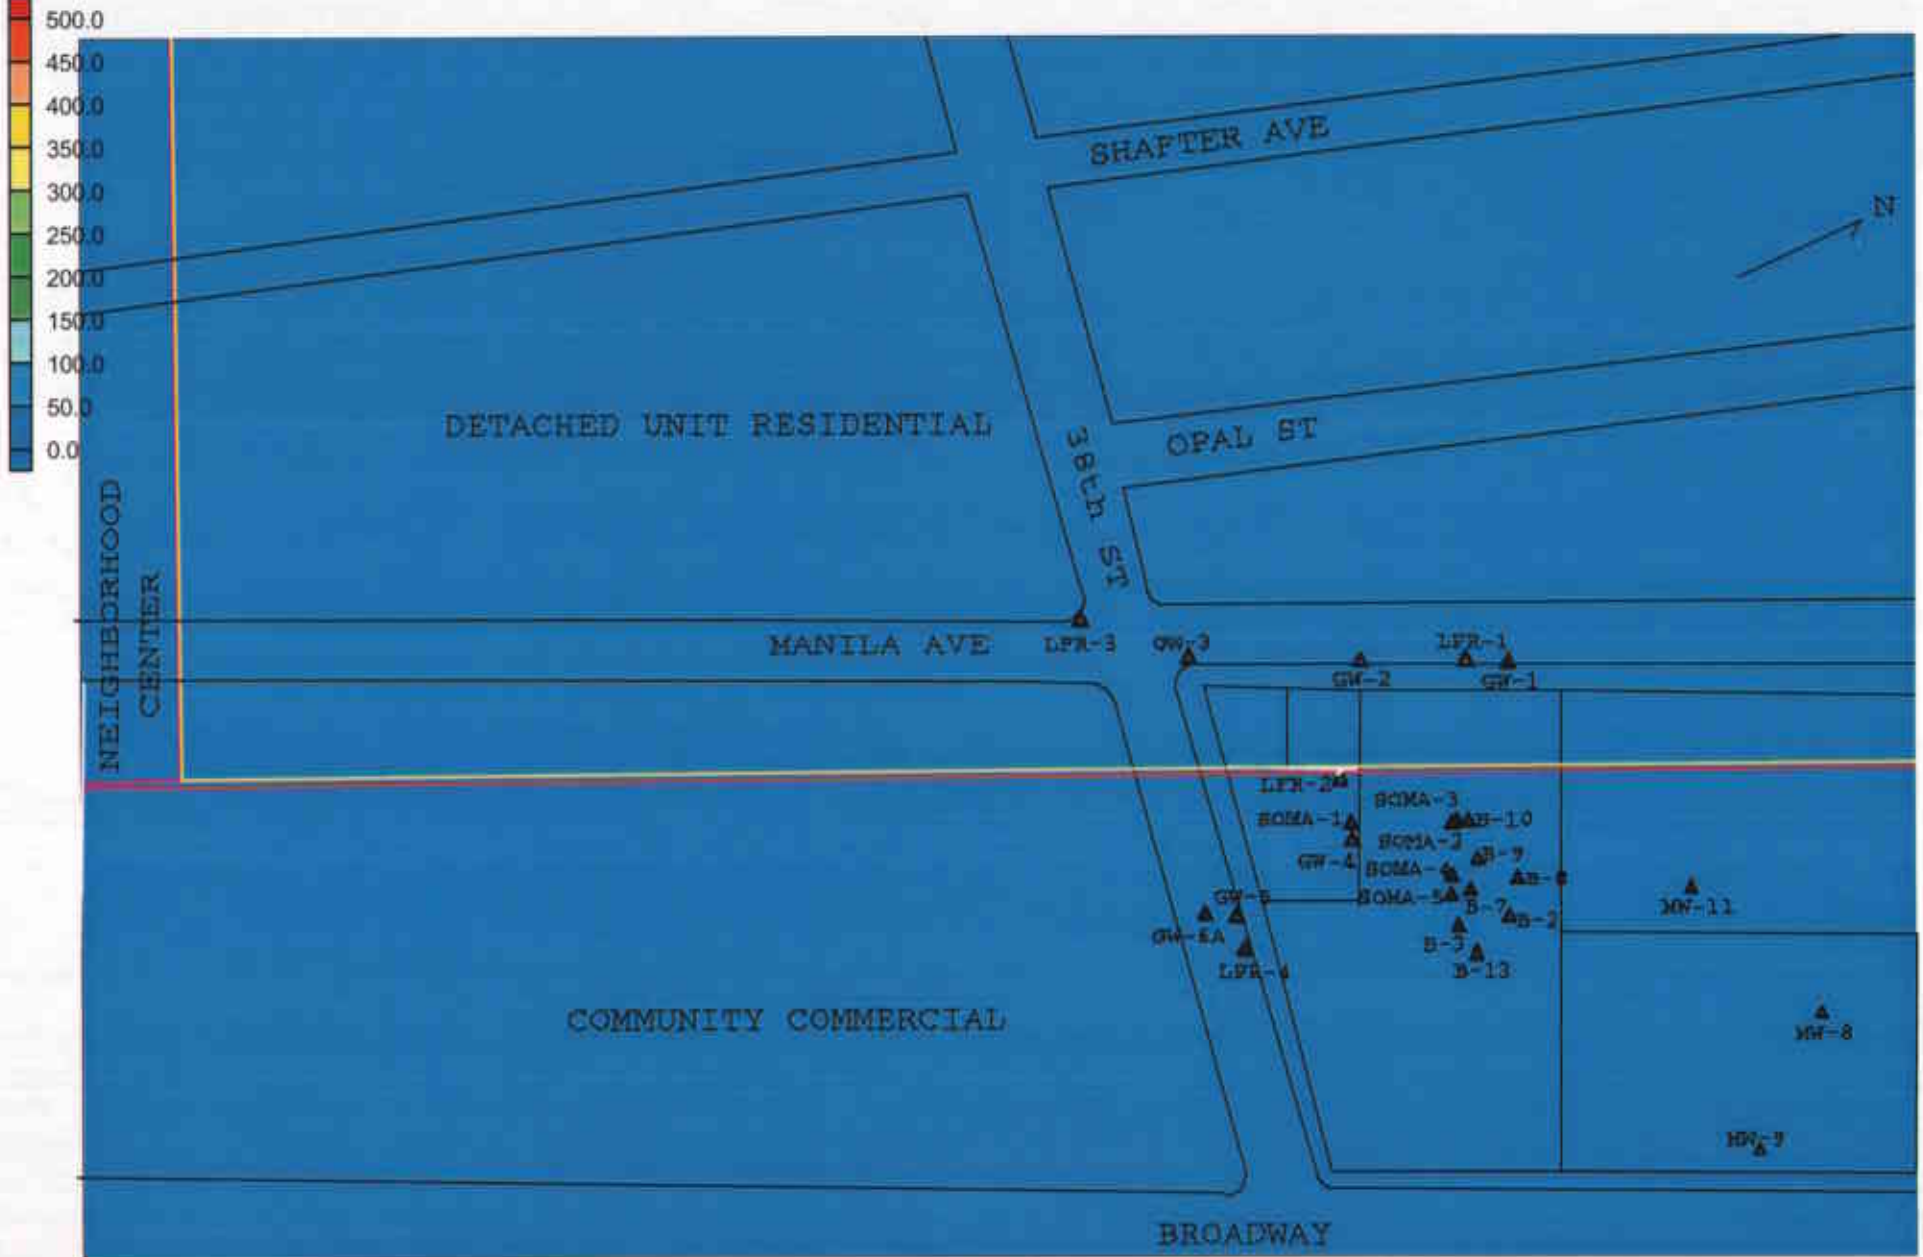 500.0
450.0
400.0
350.0
300.0
250.0
200.0
150.0
100.0
50.0
0.0
SHAFTER AVE
N
DETACHED UNIT RESIDENTIAL
OPAL ST
38th ST
NEIGHBORHOOD
CENTER
MANILA AVE
LFR-3
GW-3
LFR-1
GW-2
GW-1
LFR-2
SOMA-3
SOMA-1
B-10
SOMA-2
GW-4
B-9
SOMA-4
B-8
SOMA-5
GW-5
B-7
MW-11
B-2
GW-5A
B-3
LFR-4
B-13
COMMUNITY COMMERCIAL
MW-8
MW-9
BROADWAY